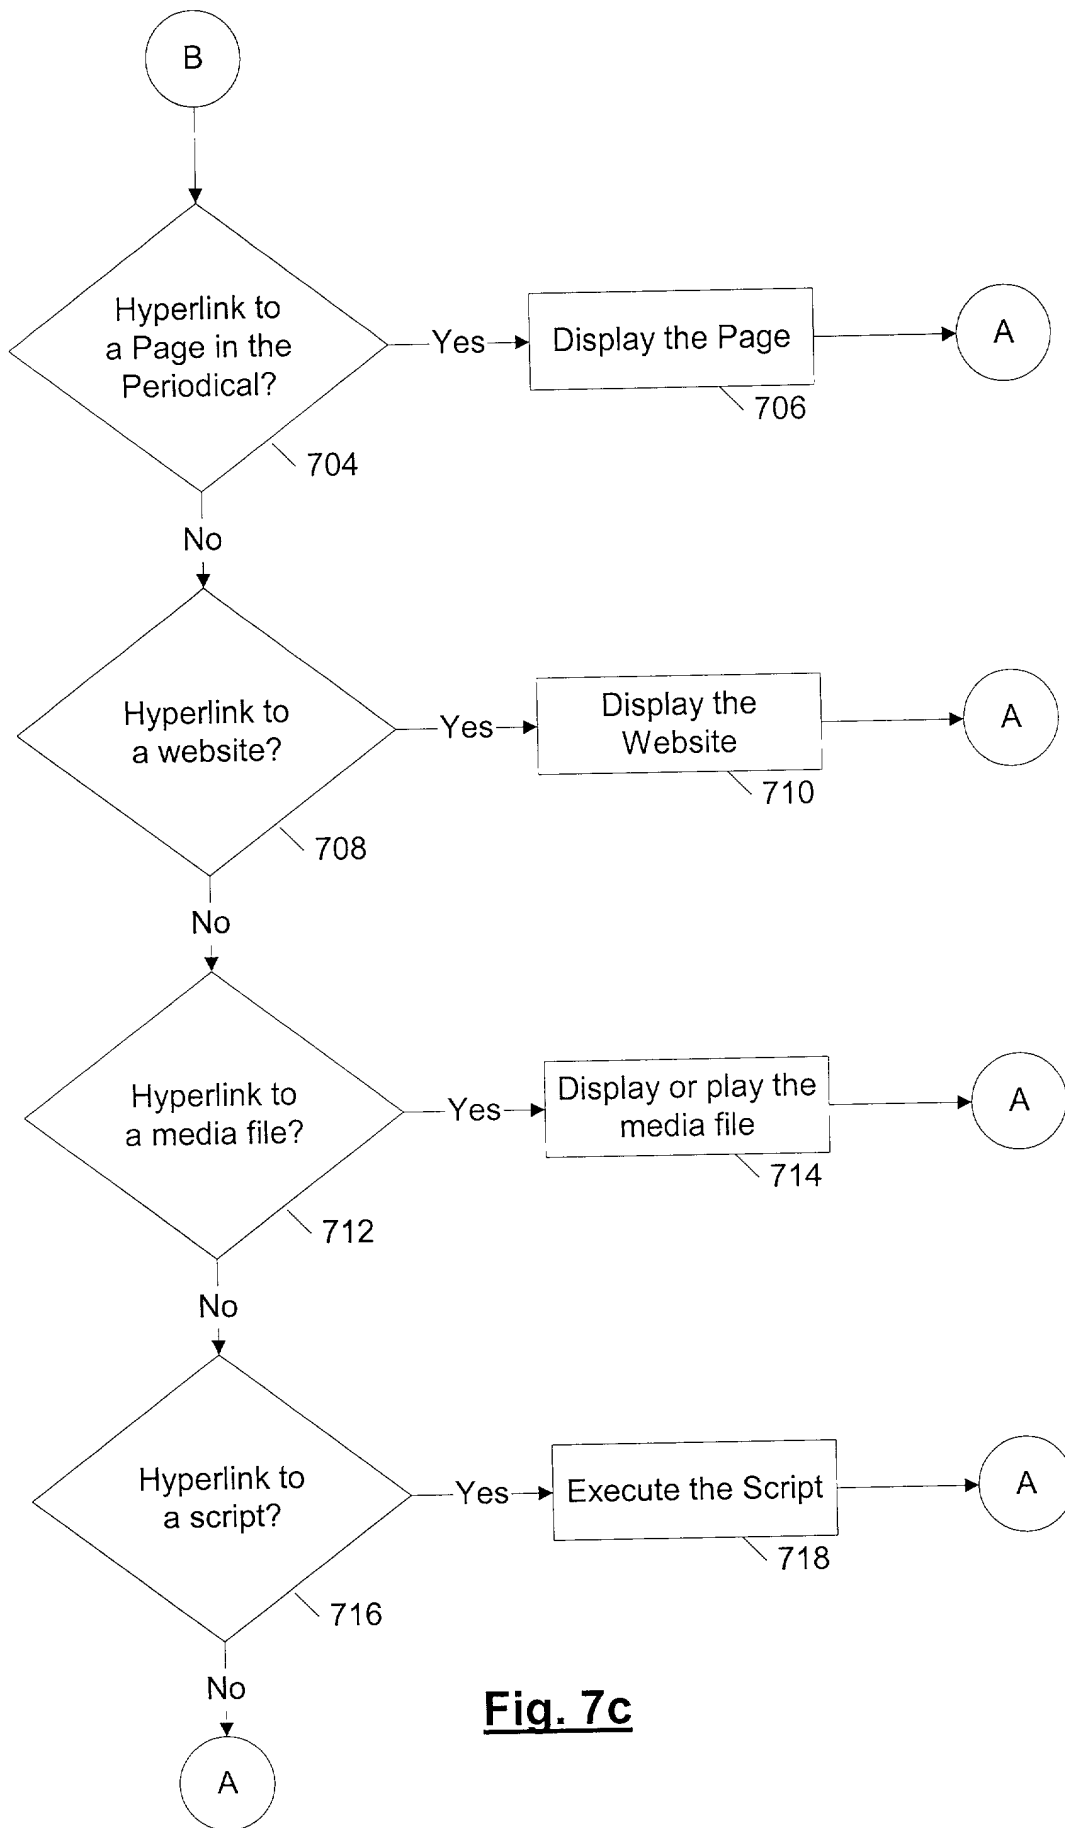 B
Hyperlink to
a Page in the
Periodical?
Yes
Display the Page
A
706
704
No
Hyperlink to
a website?
Yes
Display the
Website
A
710
708
No
Hyperlink to
a media file?
Yes
Display or play the
media file
A
714
712
No
Hyperlink to
a script?
Yes
Execute the Script
A
718
716
No
Fig. 7c
A